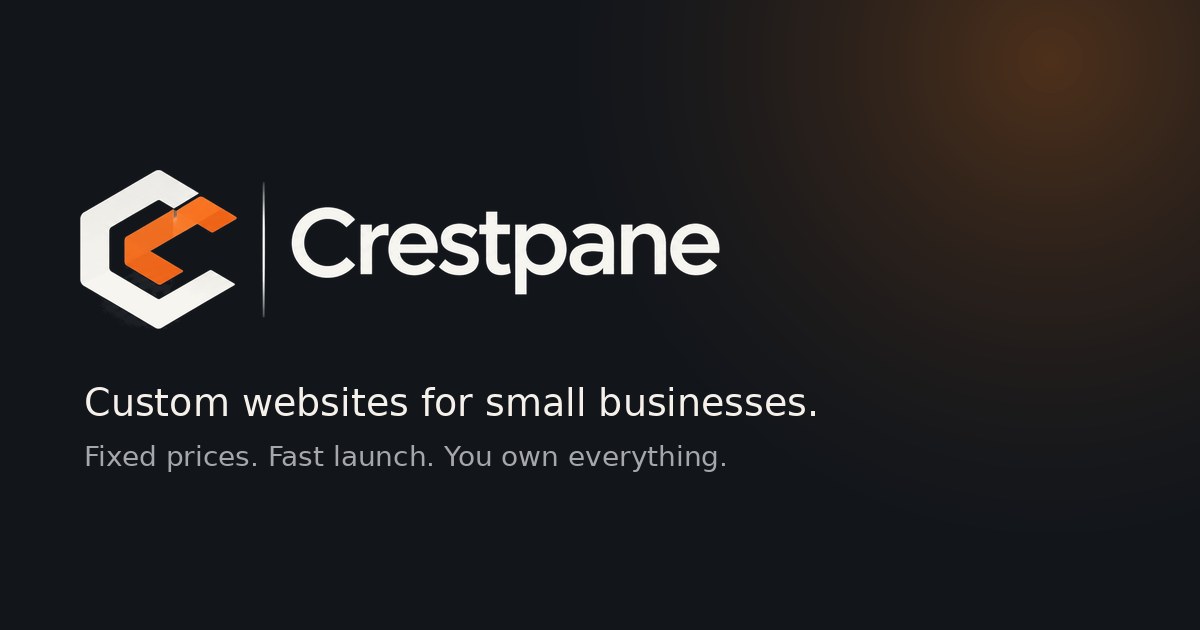 Crestpane
Custom websites for small businesses.
Fixed prices. Fast launch. You own everything.